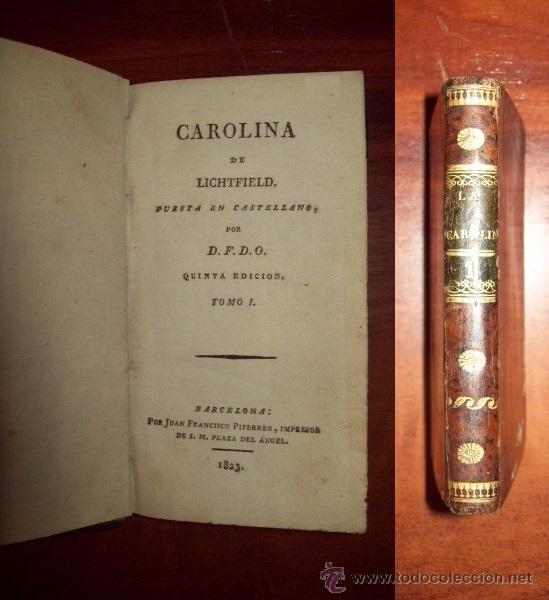 CAROLINA
DE
LICHTFIELD.
PUESTA EN CASTELLANO,
POR
D. F. D. O.
QUINTA EDICION.
TOMO I.
BARCELONA:
POR JUAN FRANCISCO PIFERRER, IMPRESOR
DE S. M. PLAZA DEL ÁNGEL.
1823.
LA
CAROLIN
1
© www.todocoleccion.net